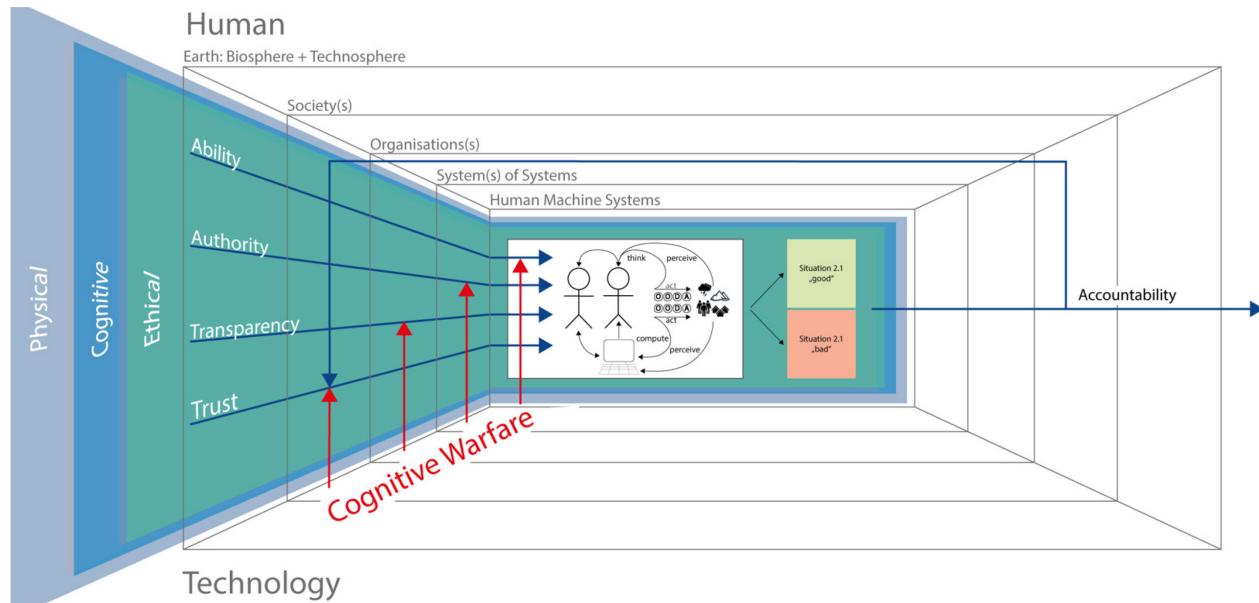 Human
Earth: Biosphere + Technosphere
Society(s)
Organisations(s)
System(s) of Systems
Human Machine Systems
Physical
Cognitive
Ethical
Ability
Authority
Transparency
Trust
think
perceive
act
O O D A
O O D A
act
compute
perceive
Situation 2.1
„good“
Situation 2.1
„bad“
Accountability
Cognitive Warfare
Technology